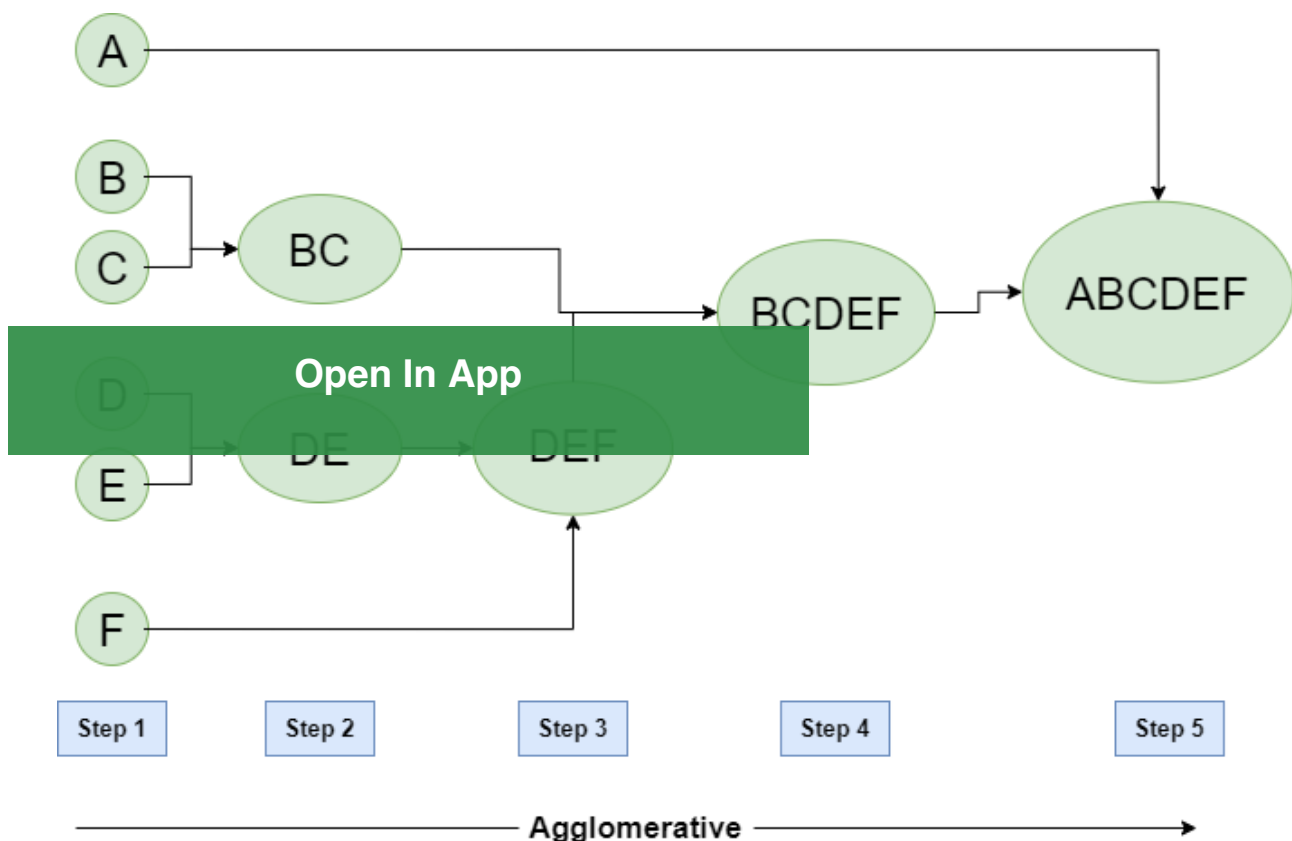 A
B
C
BC
BCDEF
ABCDEF
Open In App
D
DE
DEF
E
F
Step 1
Step 2
Step 3
Step 4
Step 5
Agglomerative